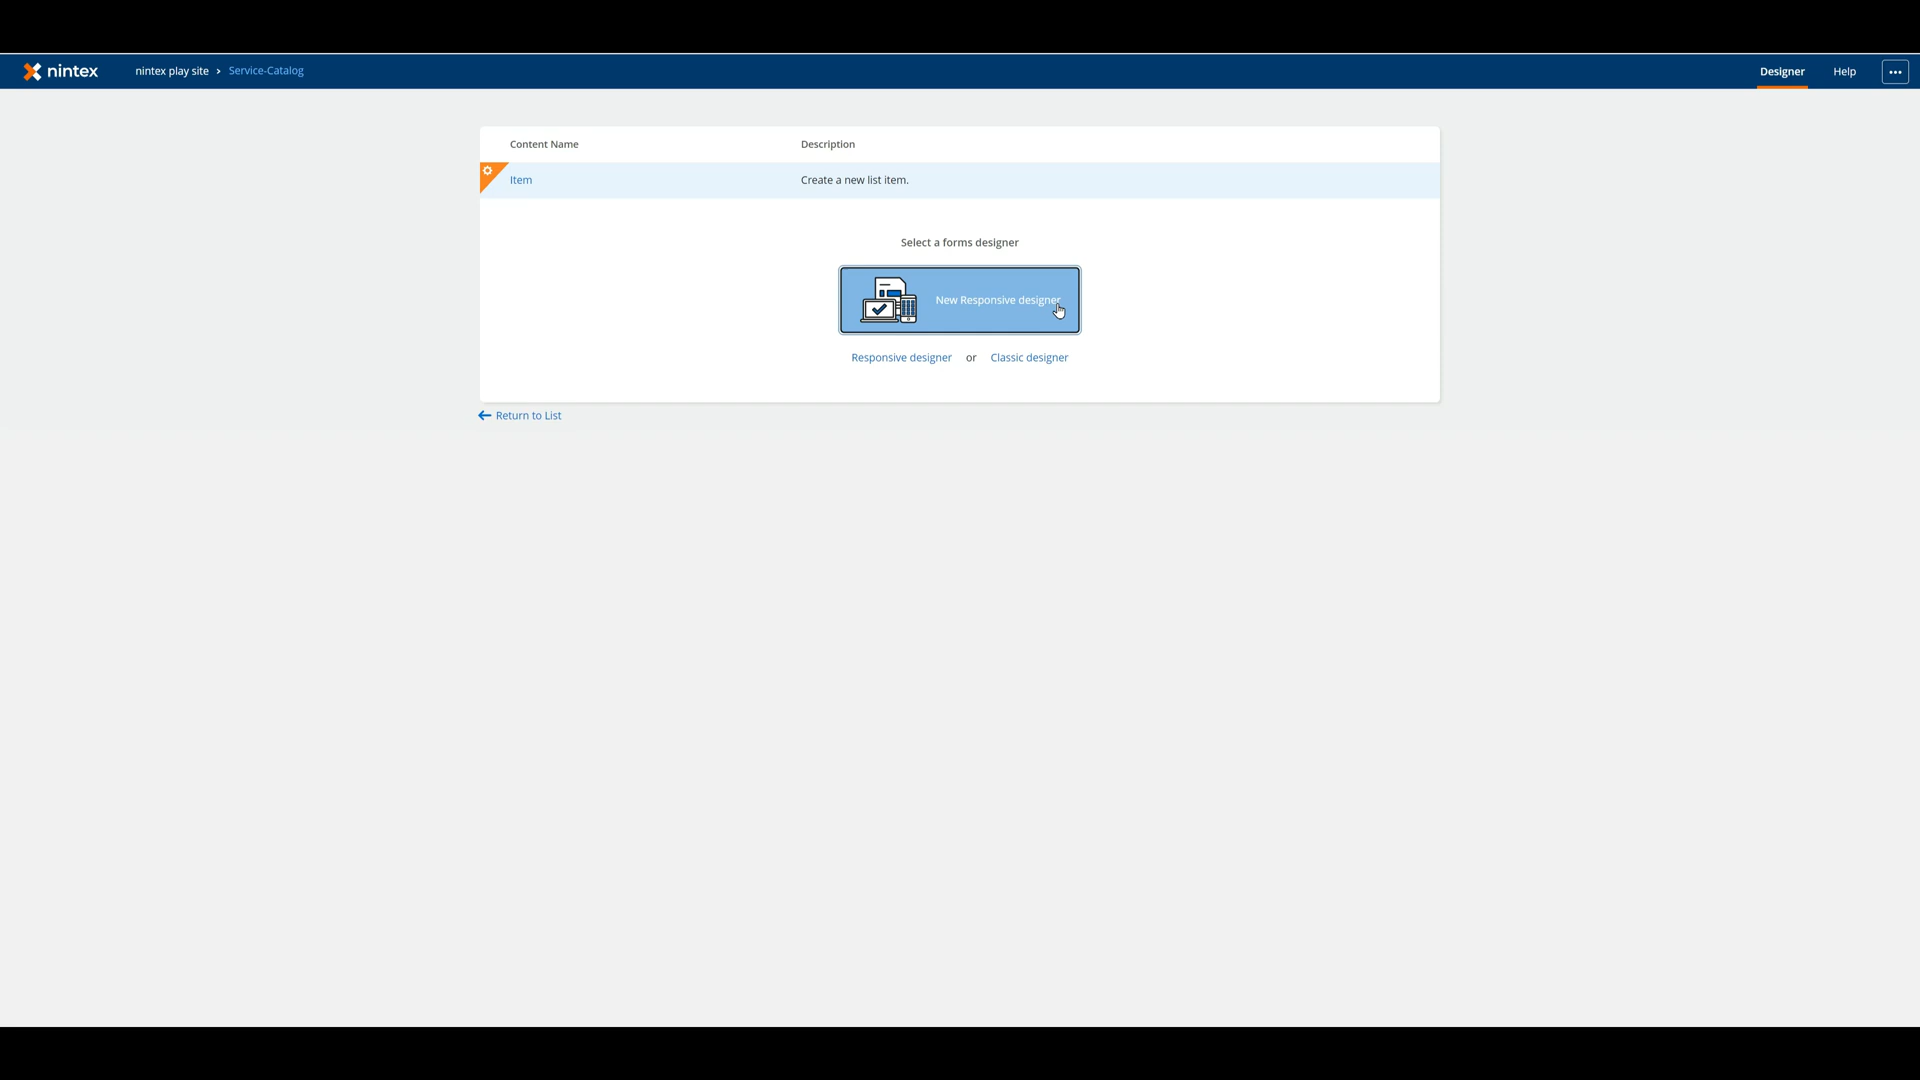 nintex
nintex play site › Service-Catalog
Designer
Help
Content Name
Description
Item
Create a new list item.
Select a forms designer
New Responsive designer
Responsive designer or Classic designer
Return to List